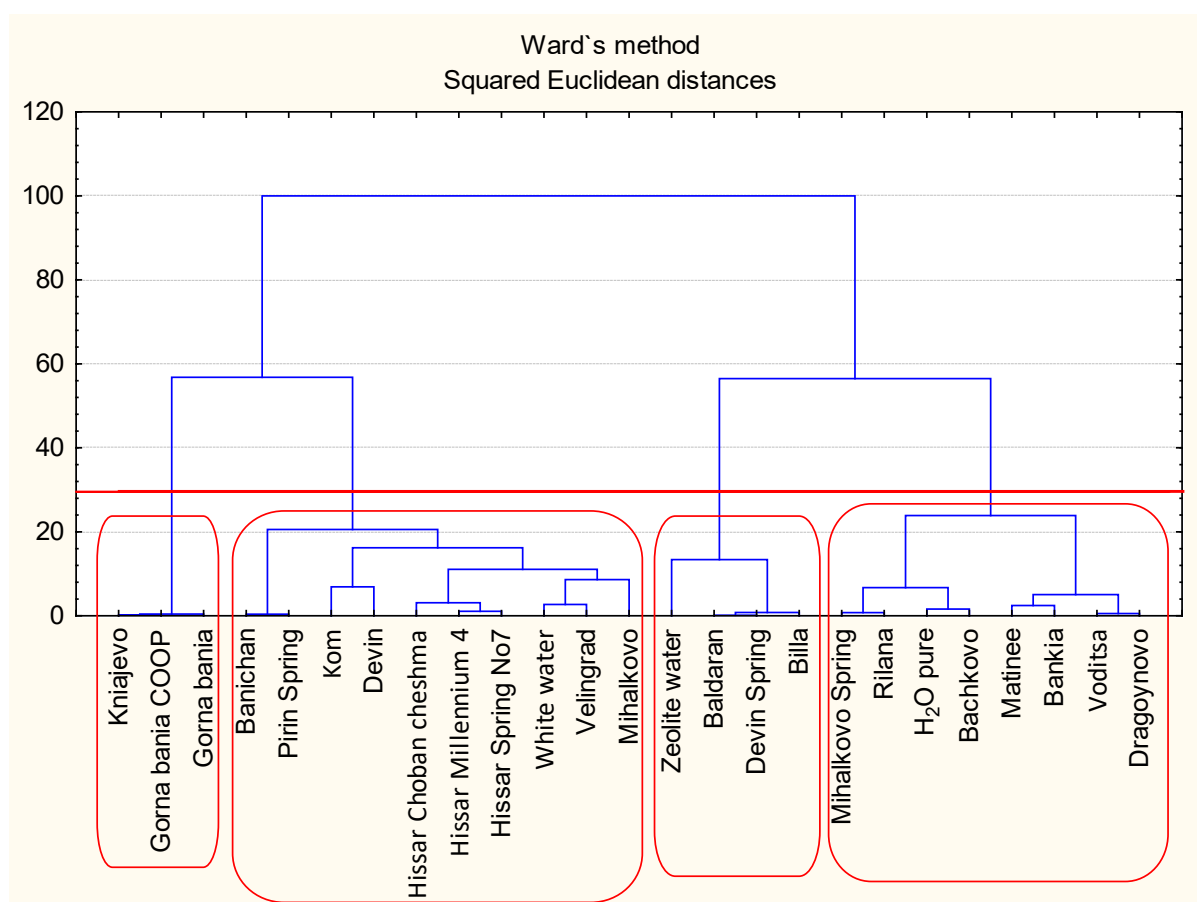 Ward`s method
Squared Euclidean distances
120
100
80
60
40
20
0
Kniajevo
Gorna bania COOP
Gorna bania
Banichan
Pirin Spring
Kom
Devin
Hissar Choban cheshma
Hissar Millennium 4
Hissar Spring No7
White water
Velingrad
Mihalkovo
Zeolite water
Baldaran
Devin Spring
Billa
Mihalkovo Spring
Rilana
H₂O pure
Bachkovo
Matinee
Bankia
Voditsa
Dragoynovo